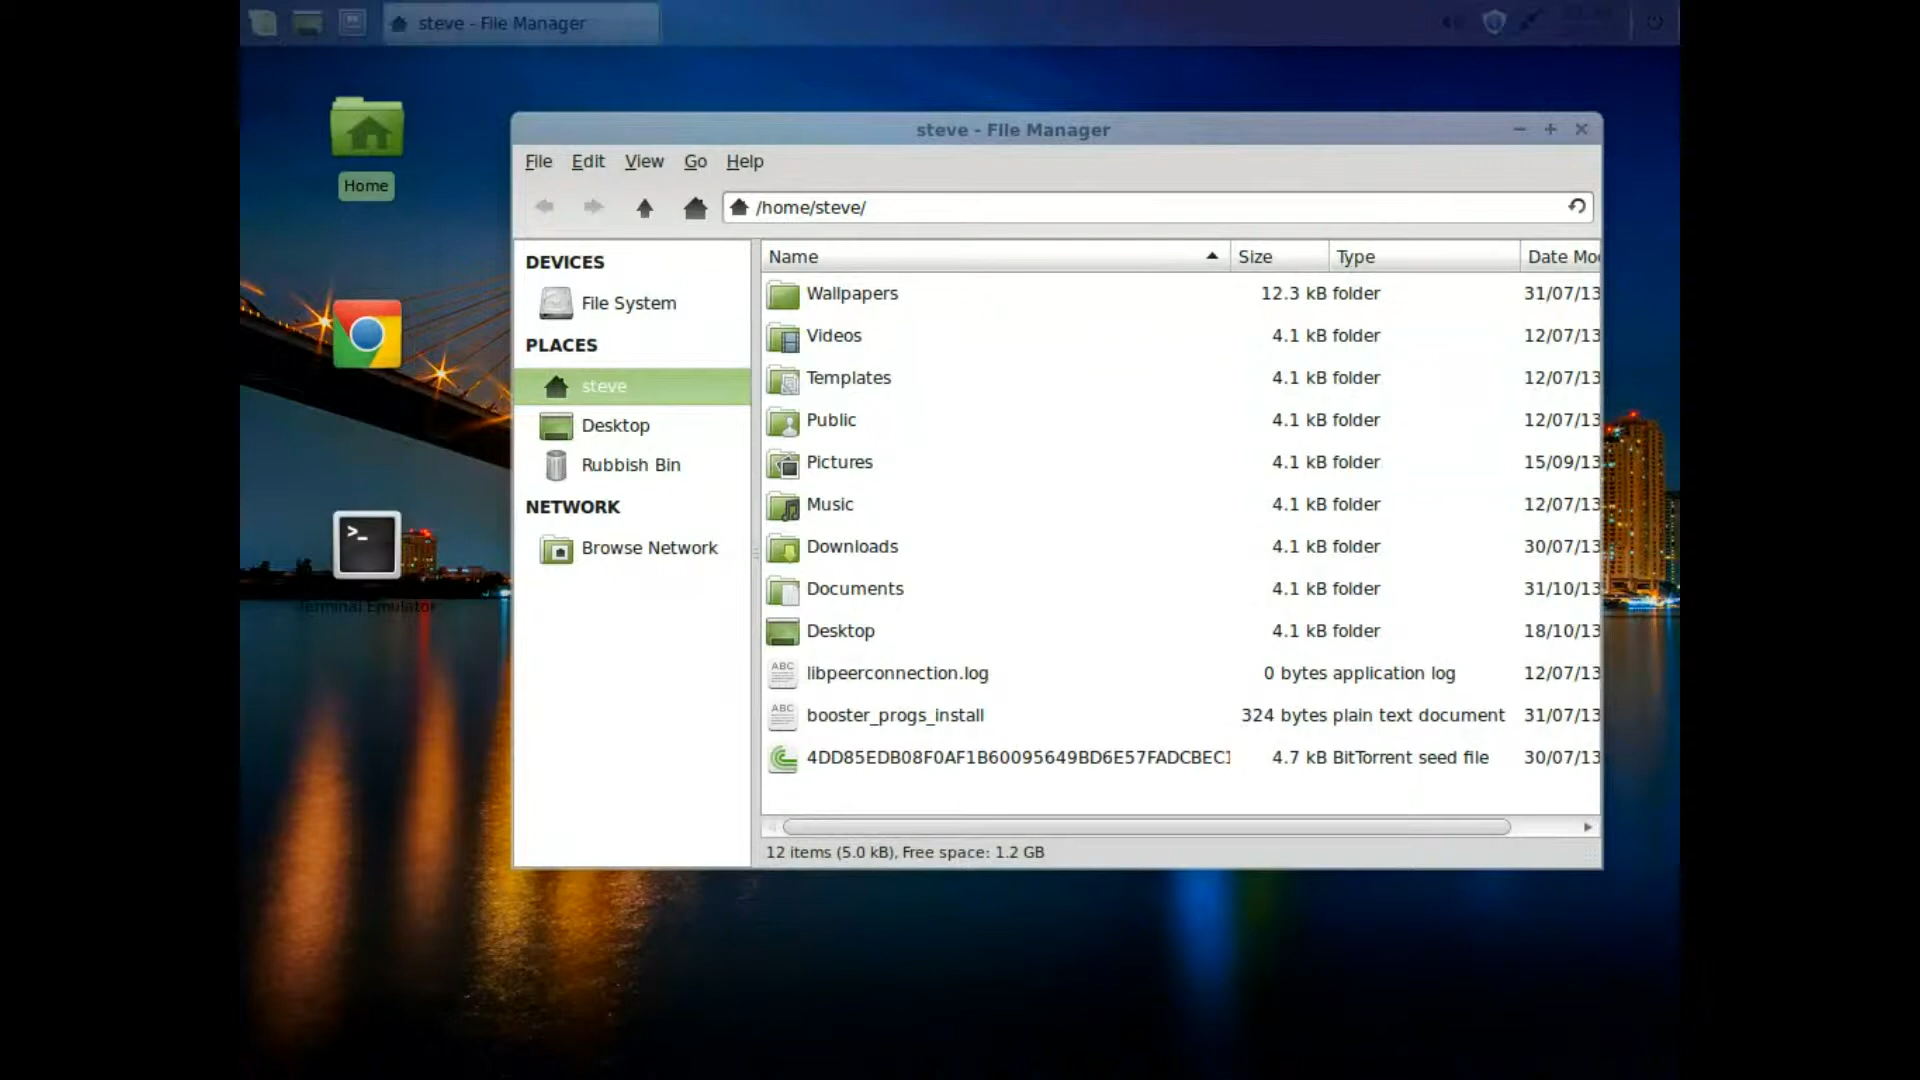 steve - File Manager
steve - File Manager
File Edit View Go Help
/home/steve/
Home
DEVICES
File System
PLACES
steve
Desktop
Rubbish Bin
NETWORK
Browse Network
Name Size Type Date Mo
Wallpapers 12.3 kB folder 31/07/13
Videos 4.1 kB folder 12/07/13
Templates 4.1 kB folder 12/07/13
Public 4.1 kB folder 12/07/13
Pictures 4.1 kB folder 15/09/13
Music 4.1 kB folder 12/07/13
Downloads 4.1 kB folder 30/07/13
Documents 4.1 kB folder 31/10/13
Desktop 4.1 kB folder 18/10/13
ABC libpeerconnection.log 0 bytes application log 12/07/13
ABC booster_progs_install 324 bytes plain text document 31/07/13
4DD85EDB08F0AF1B60095649BD6E57FADCBEC1 4.7 kB BitTorrent seed file 30/07/13
12 items (5.0 kB), Free space: 1.2 GB
>_
Terminal Emulator